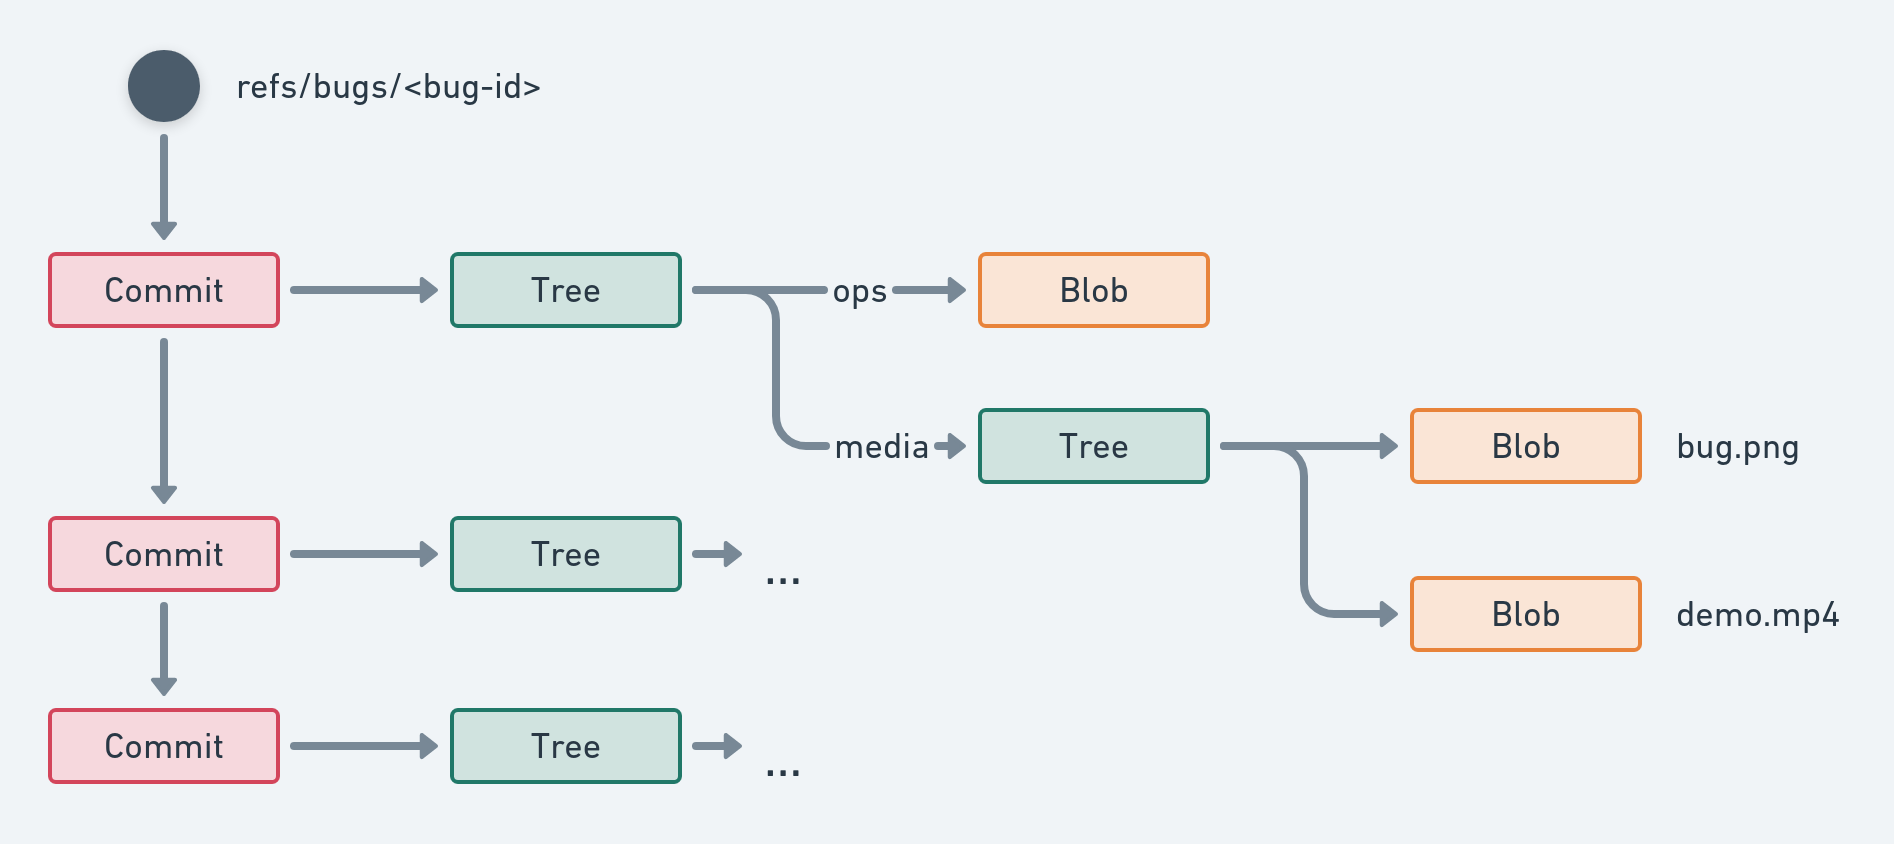 refs/bugs/<bug-id>
Commit
Tree
ops
Blob
media
Tree
Blob
bug.png
Commit
Tree
...
Blob
demo.mp4
Commit
Tree
...